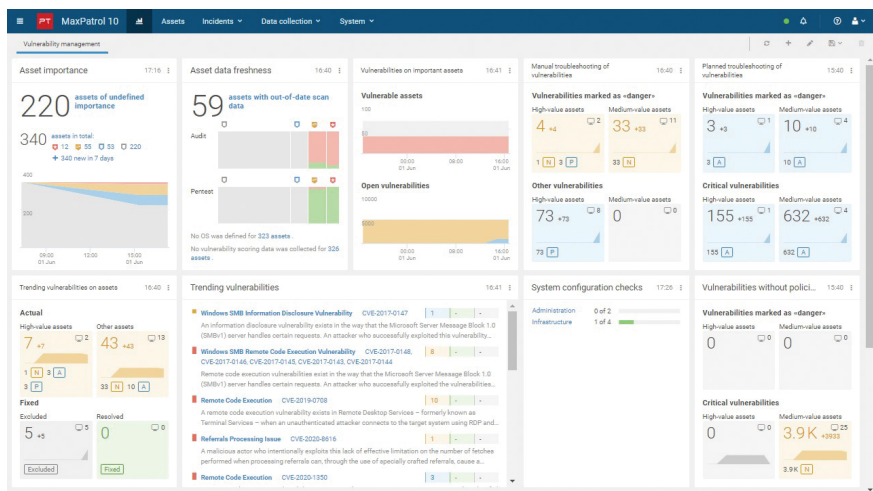 PT MaxPatrol 10 Assets Incidents Data collection System
Vulnerability management
Asset importance 17:16
220 assets of undefined importance
340 assets in total:
12 55 53 220
+ 340 new in 7 days
400
200
09:00 12:00 15:00
01 Jun 01 Jun
Asset data freshness 16:40
59 assets with out-of-date scan data
Audit
Pentest
No OS was defined for 323 assets .
No vulnerability scoring data was collected for 326
assets .
Vulnerabilities on important assets 16:41
Vulnerable assets
100
50
00:00 08:00 16:00
01 Jun 01 Jun
Open vulnerabilities
10000
5000
00:00 08:00 16:00
01 Jun 01 Jun
Manual troubleshooting of
vulnerabilities
16:40
Vulnerabilities marked as «danger»
High-value assets Medium-value assets
4 +4 2 33 +33 11
1 N 3 P 33 N
Other vulnerabilities
High-value assets Medium-value assets
73 +73 8 0 0
73 P
Planned troubleshooting of
vulnerabilities
15:40
Vulnerabilities marked as «danger»
High-value assets Medium-value assets
3 +3 1 10 +10 4
3 A 10 A
Critical vulnerabilities
High-value assets Medium-value assets
155 +155 1 632 +632 4
155 A 632 A
Trending vulnerabilities on assets 16:40
Actual
High-value assets Other assets
7 +7 2 43 +43 13
1 N 3 A
3 P 33 N 10 A
Fixed
Excluded Resolved
5 +5 5 0 0
Excluded Fixed
Trending vulnerabilities 16:41
Windows SMB Information Disclosure Vulnerability CVE-2017-0147 1 - -
An information disclosure vulnerability exists in the way that the Microsoft Server Message Block 1.0
(SMBv1) server handles certain requests. An attacker who successfully exploited this vulnerability...
Windows SMB Remote Code Execution Vulnerability CVE-2017-0148, 8 - -
CVE-2017-0146, CVE-2017-0145, CVE-2017-0143, CVE-2017-0144
Remote code execution vulnerabilities exist in the way that the Microsoft Server Message Block 1.0
(SMBv1) server handles certain requests. An attacker who successfully exploited the vulnerabilities...
Remote Code Execution CVE-2019-0708 10 - -
A remote code execution vulnerability exists in Remote Desktop Services – formerly known as
Terminal Services – when an unauthenticated attacker connects to the target system using RDP and...
Referrals Processing Issue CVE-2020-8616 1 - -
A malicious actor who intentionally exploits this lack of effective limitation on the number of fetches
performed when processing referrals can, through the use of specially crafted referrals, cause a...
Remote Code Execution CVE-2020-1350 3 - -
System configuration checks 17:26
Administration 0 of 2
Infrastructure 1 of 4
Vulnerabilities without polici... 15:40
Vulnerabilities marked as «danger»
High-value assets Medium-value assets
0 0 0 0
Critical vulnerabilities
High-value assets Medium-value assets
0 0 3.9 K +3933 25
3.9K N